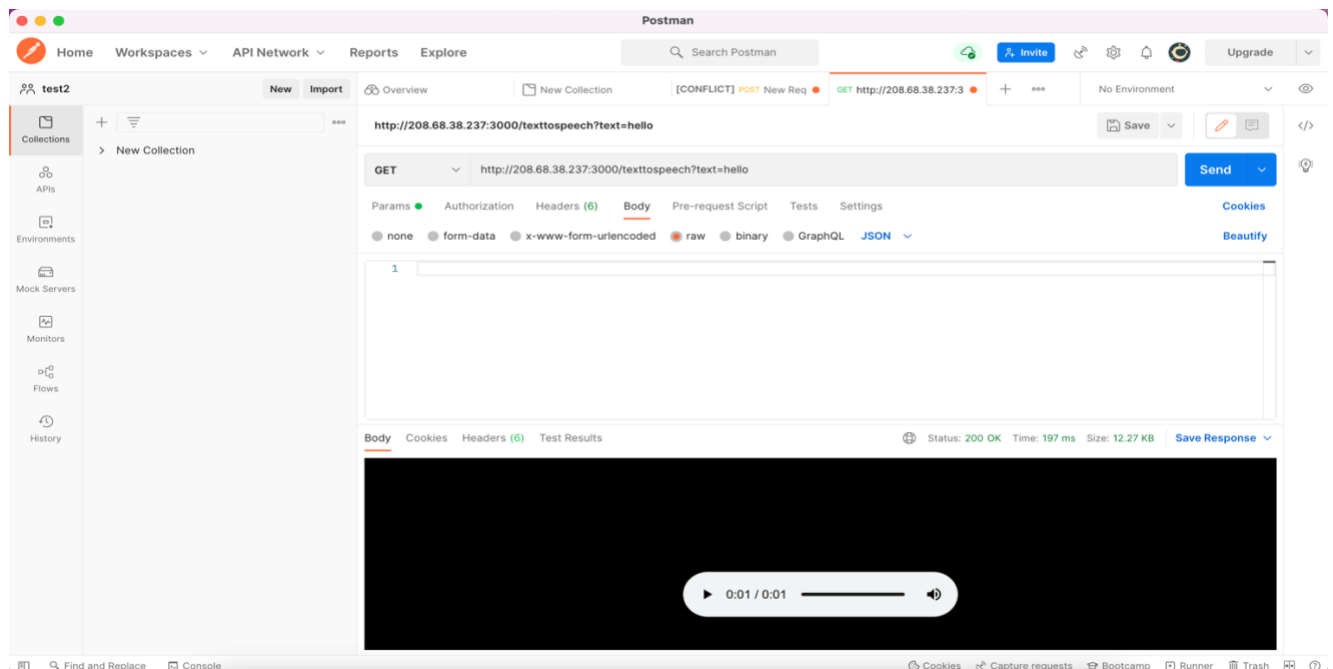 Postman
Home Workspaces API Network Reports Explore Search Postman Invite Upgrade
test2 New Import Overview New Collection [CONFLICT] POST New Req GET http://208.68.38.237:3 No Environment
Collections
New Collection
APIs
Environments
Mock Servers
Monitors
Flows
History
http://208.68.38.237:3000/texttospeech?text=hello Save
GET http://208.68.38.237:3000/texttospeech?text=hello Send
Params Authorization Headers (6) Body Pre-request Script Tests Settings Cookies
none form-data x-www-form-urlencoded raw binary GraphQL JSON Beautify
1
Body Cookies Headers (6) Test Results Status: 200 OK Time: 197 ms Size: 12.27 KB Save Response
0:01 / 0:01
Find and Replace Console Cookies Capture requests Bootcamp Runner Trash